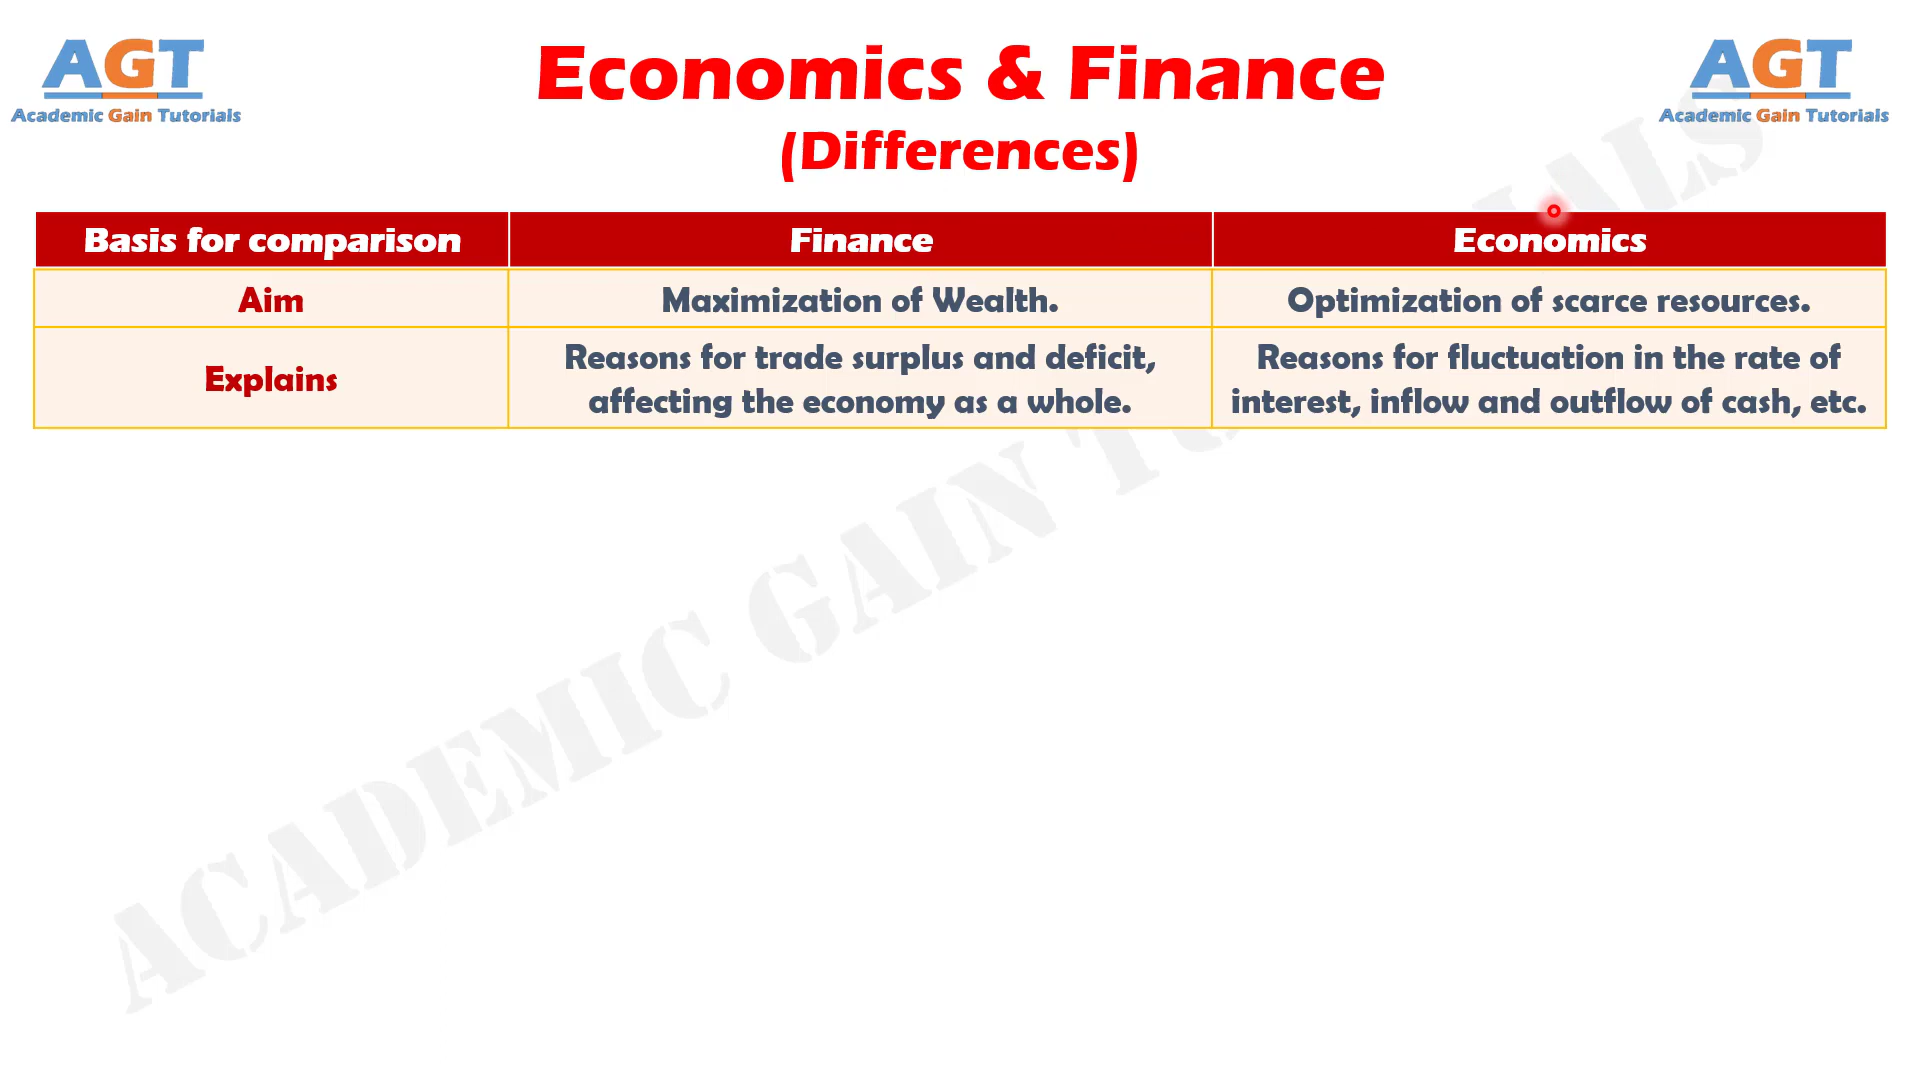 AGT
Academic Gain Tutorials
Economics & Finance
(Differences)
AGT
Academic Gain Tutorials
Basis for comparison
Finance
Economics
Aim
Maximization of Wealth.
Optimization of scarce resources.
Explains
Reasons for trade surplus and deficit,
affecting the economy as a whole.
Reasons for fluctuation in the rate of
interest, inflow and outflow of cash, etc.
ACADEMIC GAIN TUTORIALS